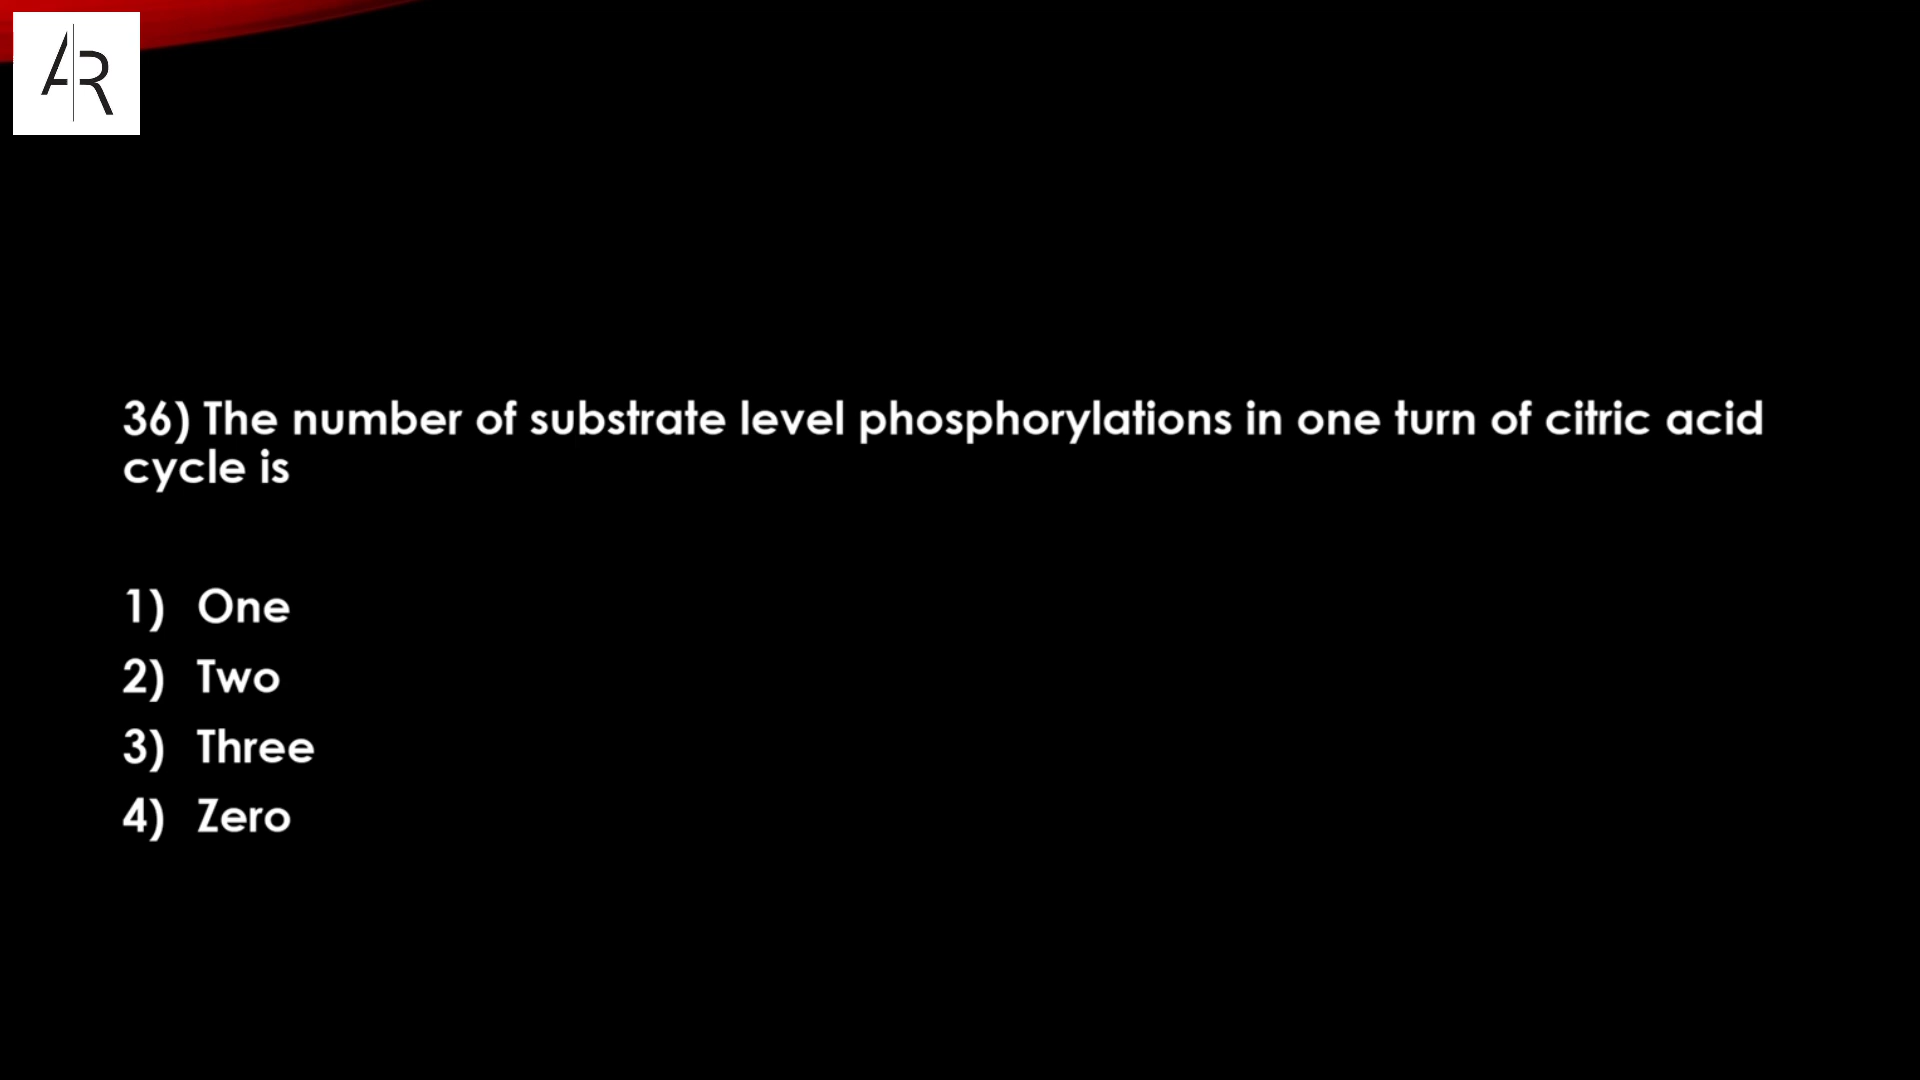 AR
36) The number of substrate level phosphorylations in one turn of citric acid
cycle is
1) One
2) Two
3) Three
4) Zero